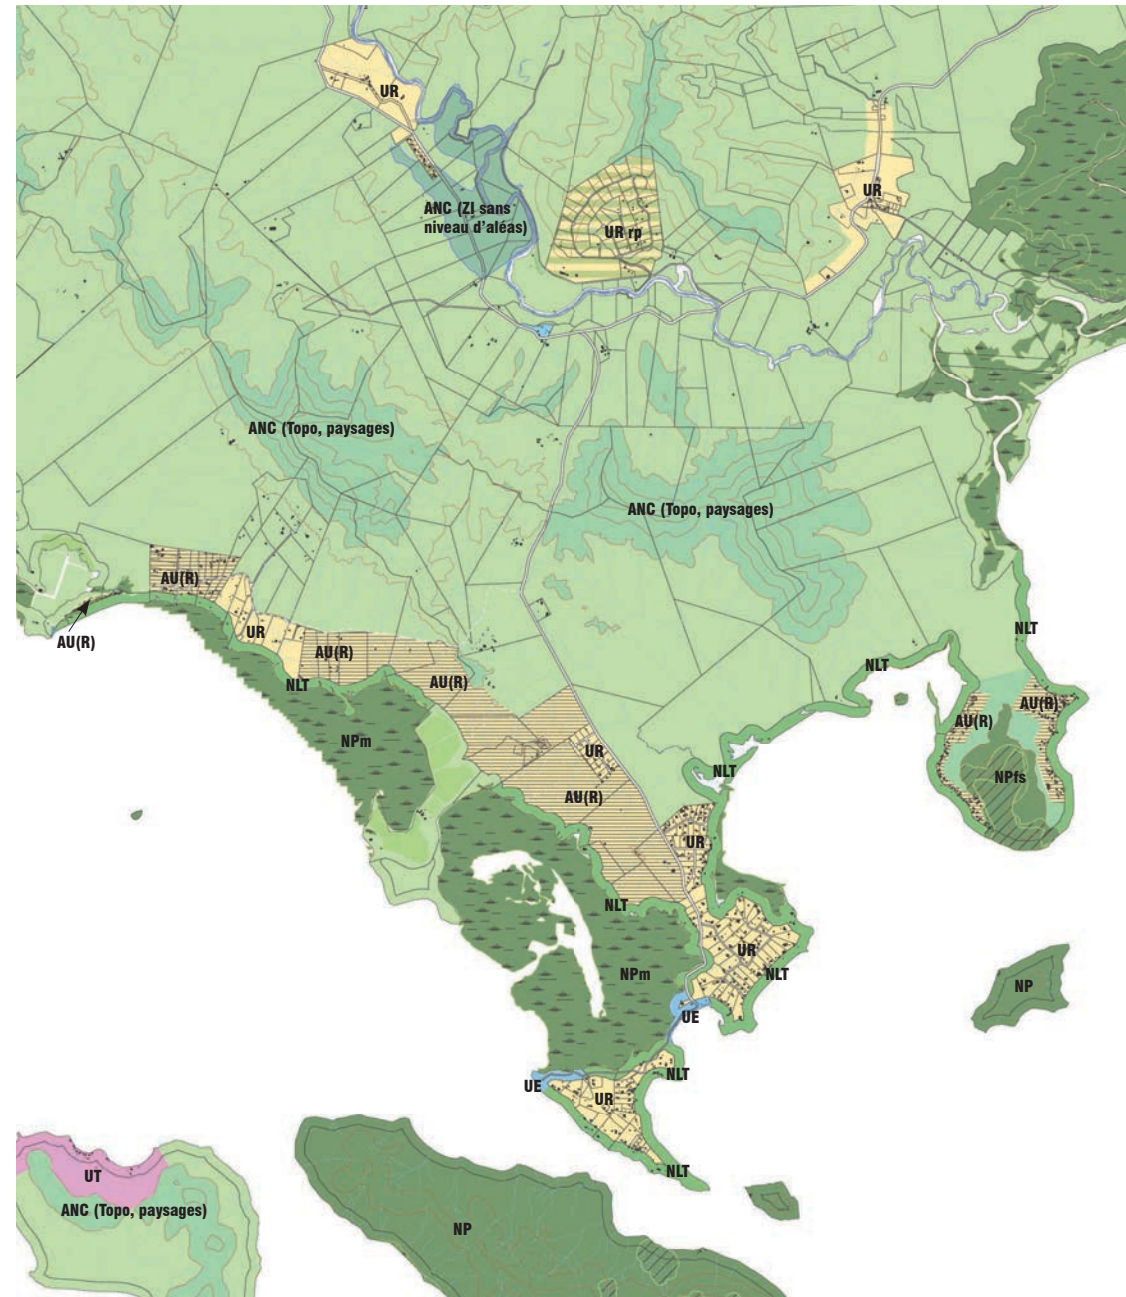 UR
UR
ANC (ZI sans
niveau d'aléas)
UR rp
ANC (Topo, paysages)
ANC (Topo, paysages)
AU(R)
AU(R)
UR
AU(R)
NLT
AU(R)
NLT
NLT
AU(R)
AU(R)
NPm
UR
NLT
NPfs
AU(R)
UR
NLT
UR
NPm
NLT
NP
UE
NLT
UE
UR
NLT
UT
ANC (Topo, paysages)
NP